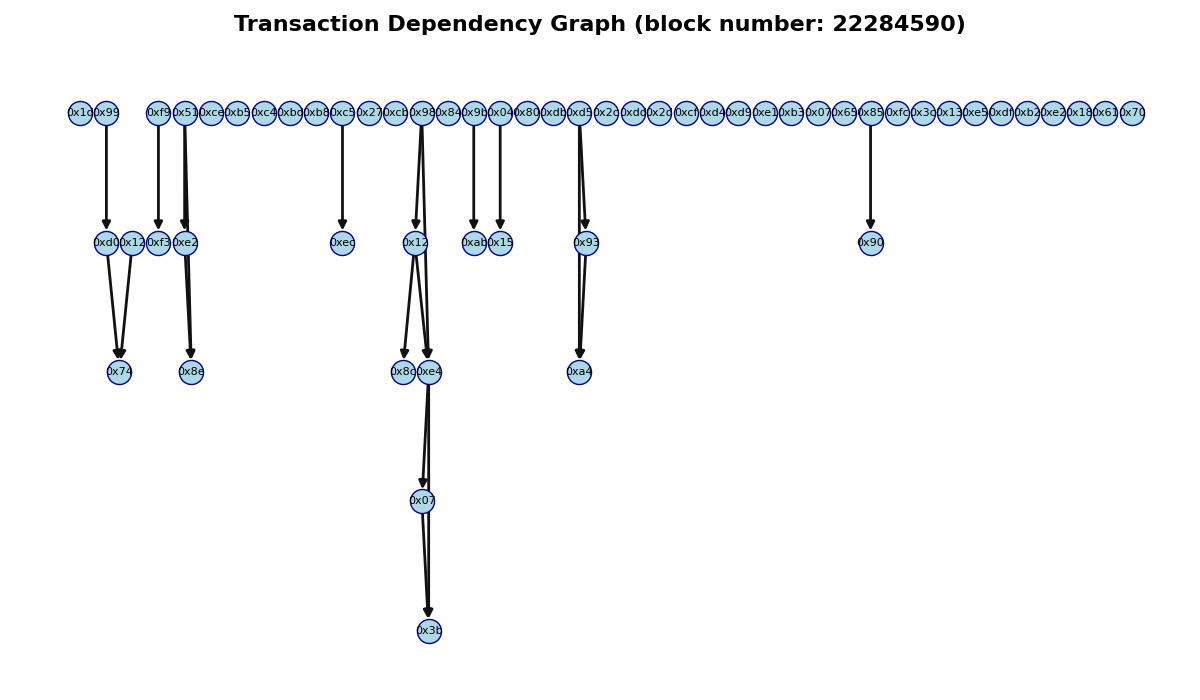 Transaction Dependency Graph (block number: 22284590)
0x1d 0x99 0xf9 0x51 0xce 0xb5 0xc4 0xbd 0xb8 0xc5 0x27 0xcb 0x98 0x84 0x9b 0x04 0x80 0xdb 0xd5 0x2c 0xdd 0x2c 0xcf 0xd4 0xd9 0xe1 0xb3 0x07 0x65 0x85 0xfc 0x3c 0x13 0xe5 0xdf 0xb2 0xe2 0x18 0x61 0x70
0xd0 0x12 0xf3 0xe2 0xec 0x12 0xab 0x15 0x93 0x90
0x74 0x8e 0x8c 0xe4 0xa4
0x07
0x3b